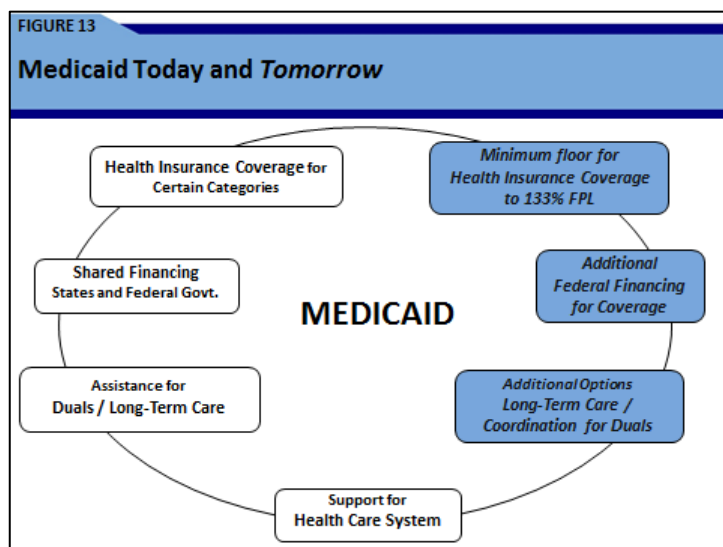 FIGURE 13
Medicaid Today and Tomorrow
Health Insurance Coverage for
Certain Categories
Minimum floor for
Health Insurance Coverage
to 133% FPL
Shared Financing
States and Federal Govt.
Additional
Federal Financing
for Coverage
MEDICAID
Assistance for
Duals / Long-Term Care
Additional Options
Long-Term Care /
Coordination for Duals
Support for
Health Care System